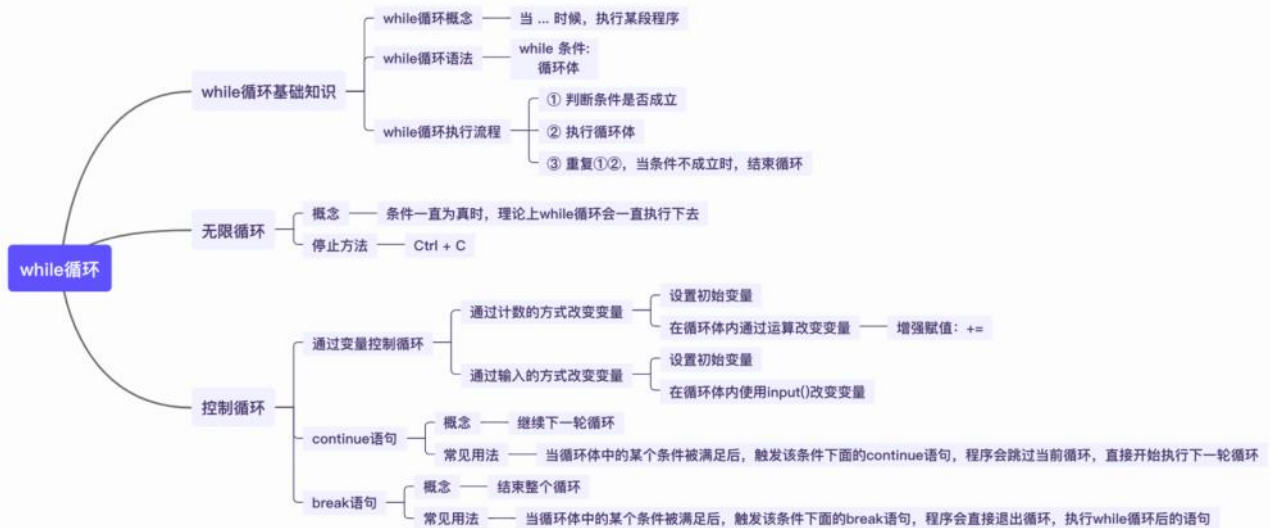 while循环
while循环基础知识
while循环概念
当 ... 时候，执行某段程序
while循环语法
while 条件:
循环体
while循环执行流程
① 判断条件是否成立
② 执行循环体
③ 重复①②，当条件不成立时，结束循环
无限循环
概念
条件一直为真时，理论上while循环会一直执行下去
停止方法
Ctrl + C
控制循环
通过变量控制循环
通过计数的方式改变变量
设置初始变量
在循环体内通过运算改变变量
增强赋值：+=
通过输入的方式改变变量
设置初始变量
在循环体内使用input()改变变量
continue语句
概念
继续下一轮循环
常见用法
当循环体中的某个条件被满足后，触发该条件下面的continue语句，程序会跳过当前循环，直接开始执行下一轮循环
break语句
概念
结束整个循环
常见用法
当循环体中的某个条件被满足后，触发该条件下面的break语句，程序会直接退出循环，执行while循环后的语句